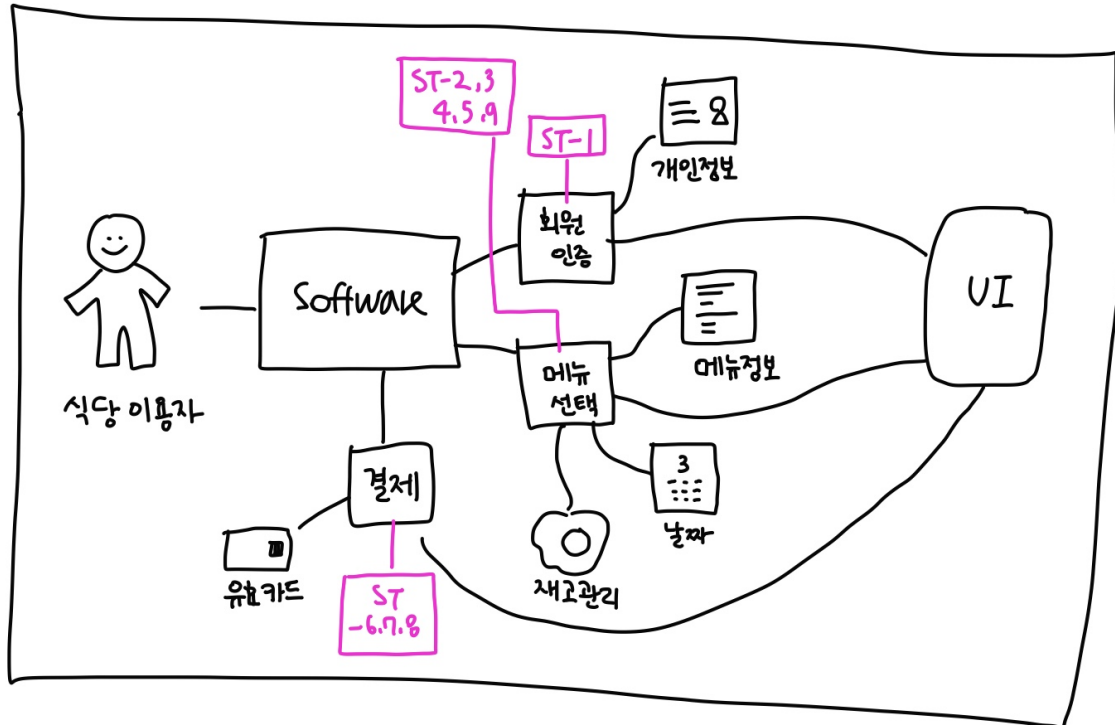 ST-2,3
4,5,9
ST-1
개인정보
회원
인증
Software
UI
메뉴
선택
메뉴정보
식당 이용자
결제
3
날짜
유효카드
재고관리
ST
-6,7,8